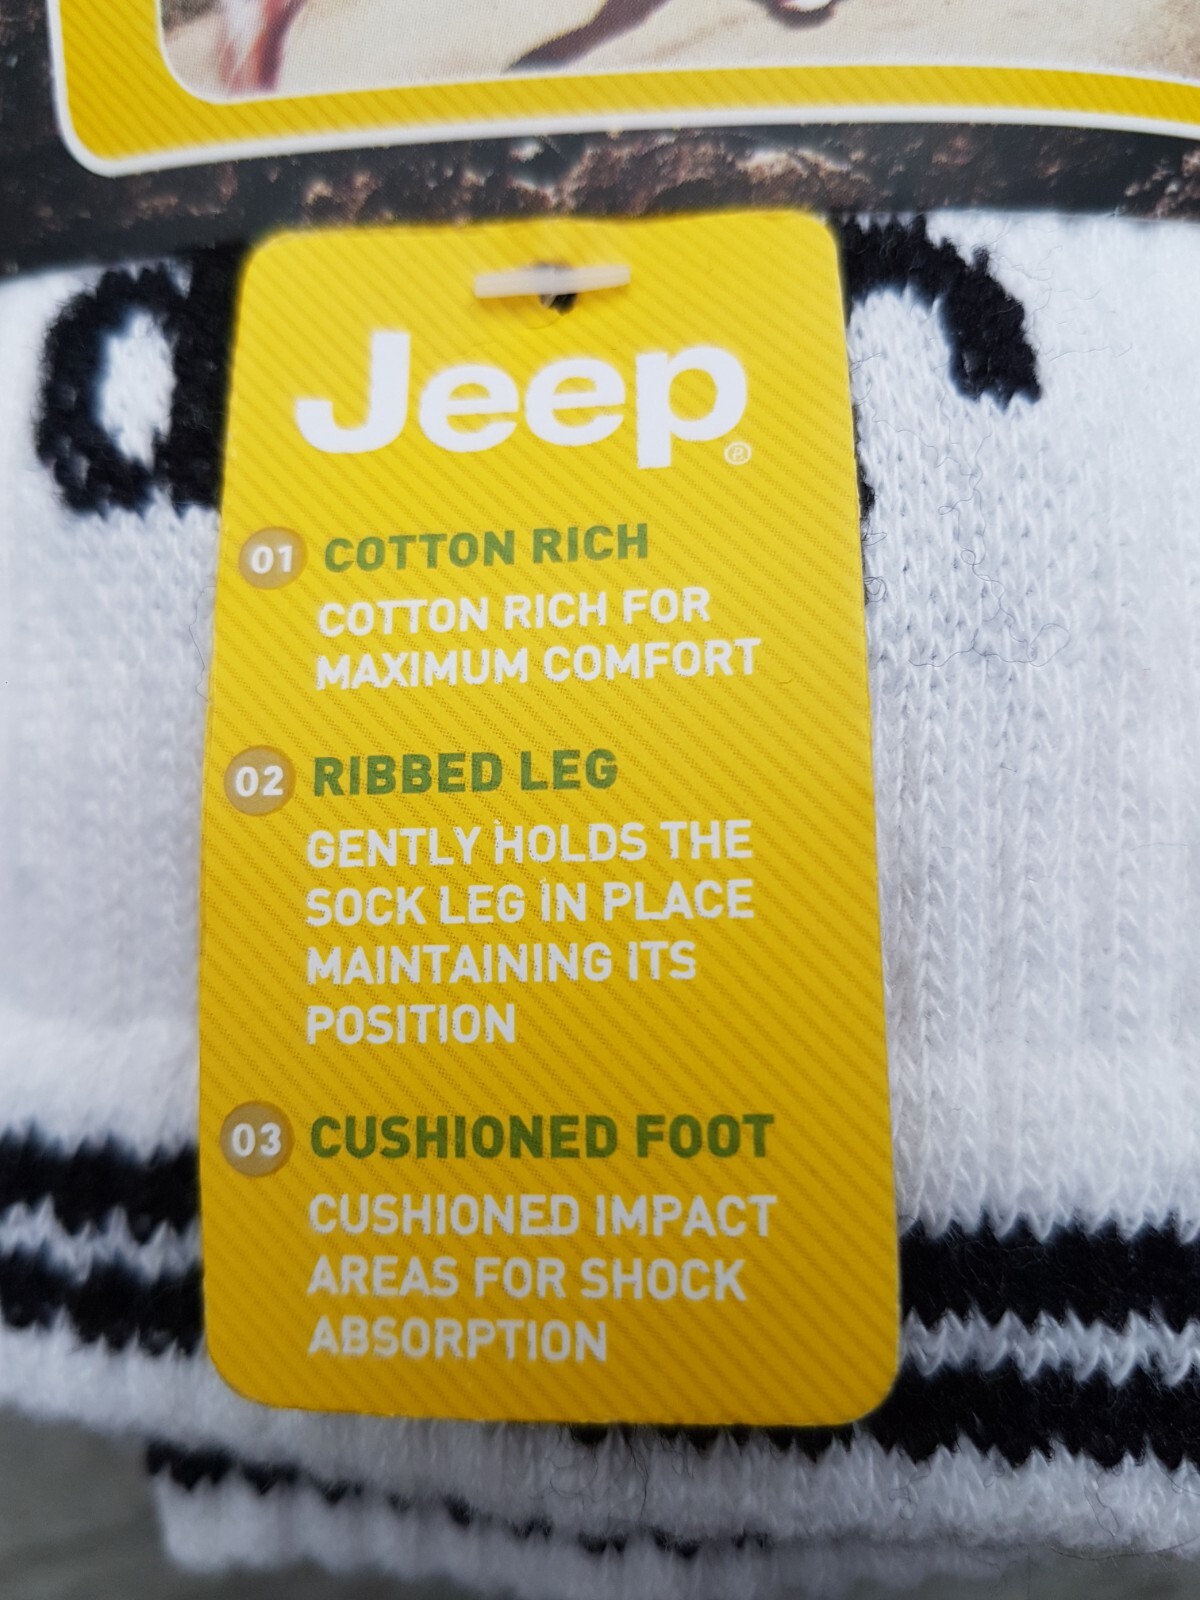 Jeep®
01 COTTON RICH
COTTON RICH FOR
MAXIMUM COMFORT
02 RIBBED LEG
GENTLY HOLDS THE
SOCK LEG IN PLACE
MAINTAINING ITS
POSITION
03 CUSHIONED FOOT
CUSHIONED IMPACT
AREAS FOR SHOCK
ABSORPTION